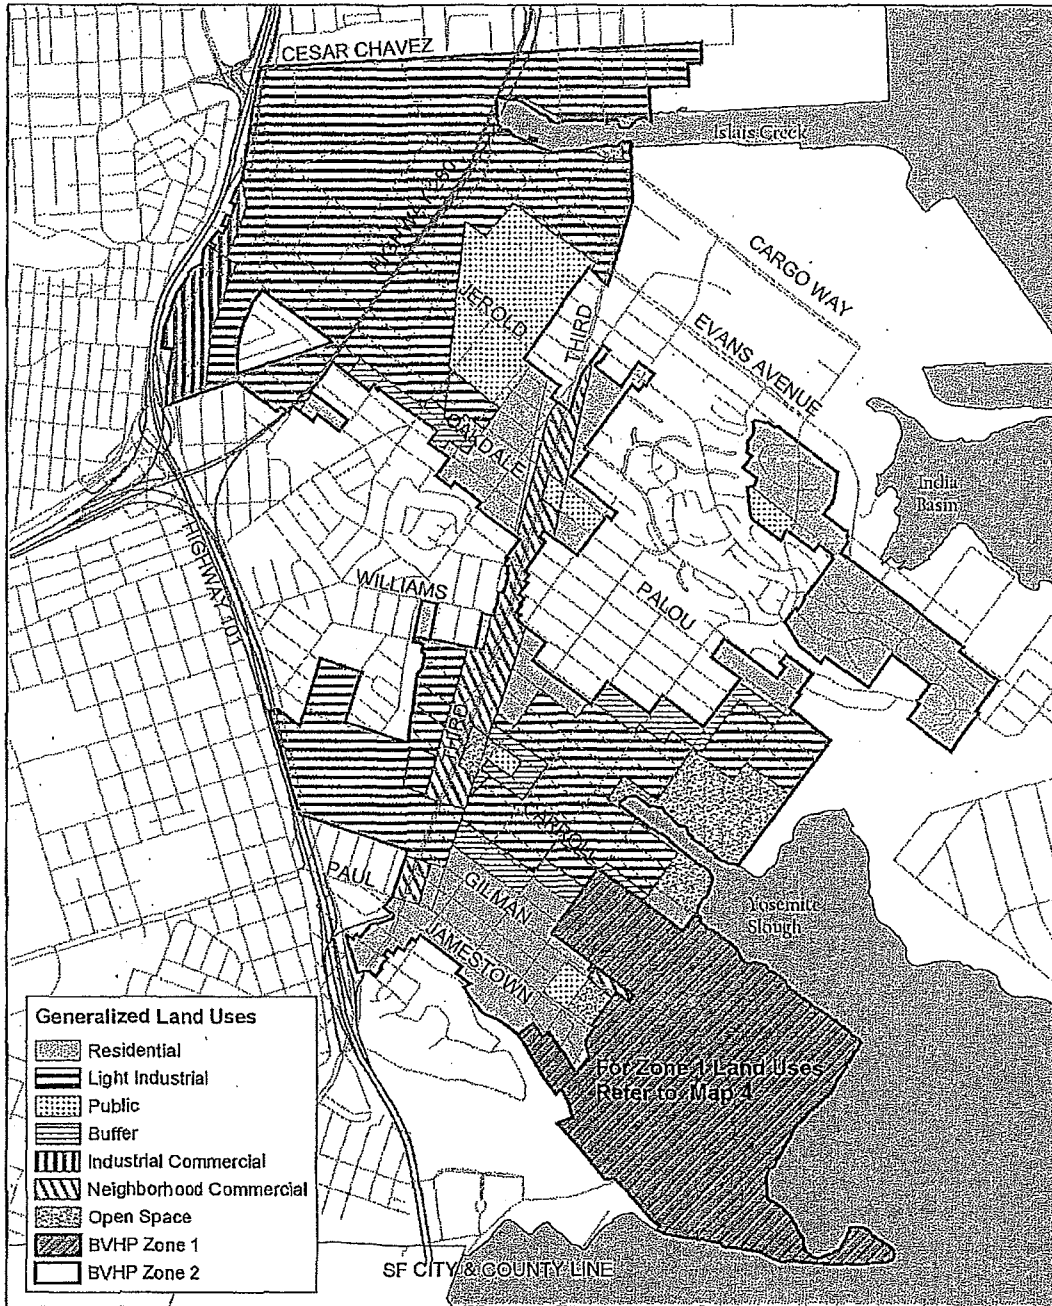 CESAR CHAVEZ
Islais Creek
HIGHWAY 280
CARGO WAY
JEROLD
THIRD
EVANS AVENUE
OAKDALE
India
Basin
HIGHWAY 101
WILLIAMS
PALOU
THIRD
CARROLL
PAUL
GILMAN
Yosemite
Slough
JAMESTOWN
Generalized Land Uses
Residential
Light Industrial
Public
Buffer
Industrial Commercial
Neighborhood Commercial
Open Space
BVHP Zone 1
BVHP Zone 2
For Zone 1 Land Uses
Refer to Map 4
SF CITY & COUNTY LINE